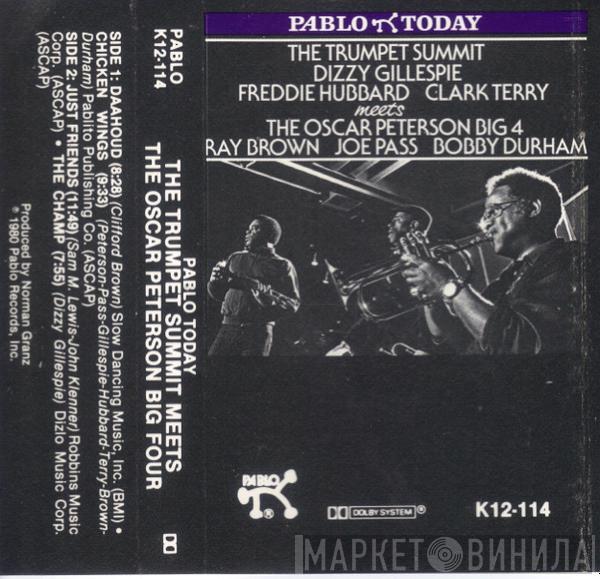 PABLO TODAY
THE TRUMPET SUMMIT
DIZZY GILLESPIE
FREDDIE HUBBARD CLARK TERRY
meets
THE OSCAR PETERSON BIG 4
RAY BROWN JOE PASS BOBBY DURHAM
PABLO
®
DOLBY SYSTEM ®
K12-114
PABLO
K12-114
PABLO TODAY
THE TRUMPET SUMMIT MEETS
THE OSCAR PETERSON BIG FOUR
SIDE 1: DAAHOUD (8:28) (Clifford Brown) Slow Dancing Music, Inc. (BMI) •
CHICKEN WINGS (9:33) (Peterson-Pass-Gillespie-Hubbard-Terry-Brown-
Durham) Pablito Publishing Co. (ASCAP)
SIDE 2: JUST FRIENDS (11:49) (Sam M. Lewis-John Klenner) Robbins Music
Corp. (ASCAP) • THE CHAMP (7:55) (Dizzy Gillespie) Dizlo Music Corp.
(ASCAP)
Produced by Norman Granz
℗ 1980 Pablo Records, Inc.
МАРКЕТ ВИНИЛА